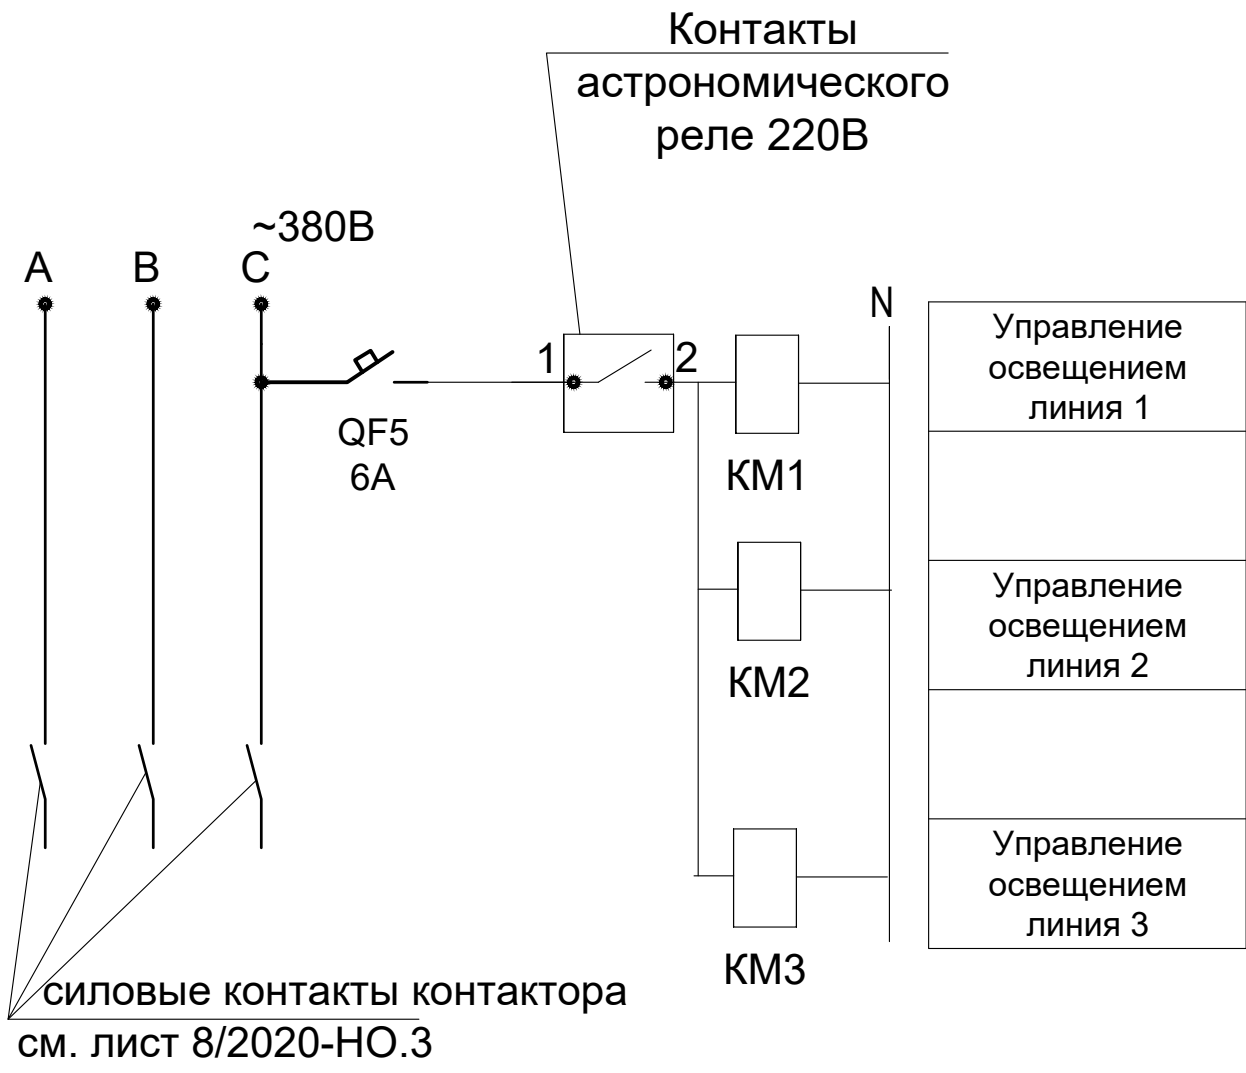 Контакты
астрономического
реле 220В
~380В
A
B
C
N
1
2
QF5
6А
КМ1
КМ2
КМ3
Управление
освещением
линия 1
Управление
освещением
линия 2
Управление
освещением
линия 3
силовые контакты контактора
см. лист 8/2020-НО.3